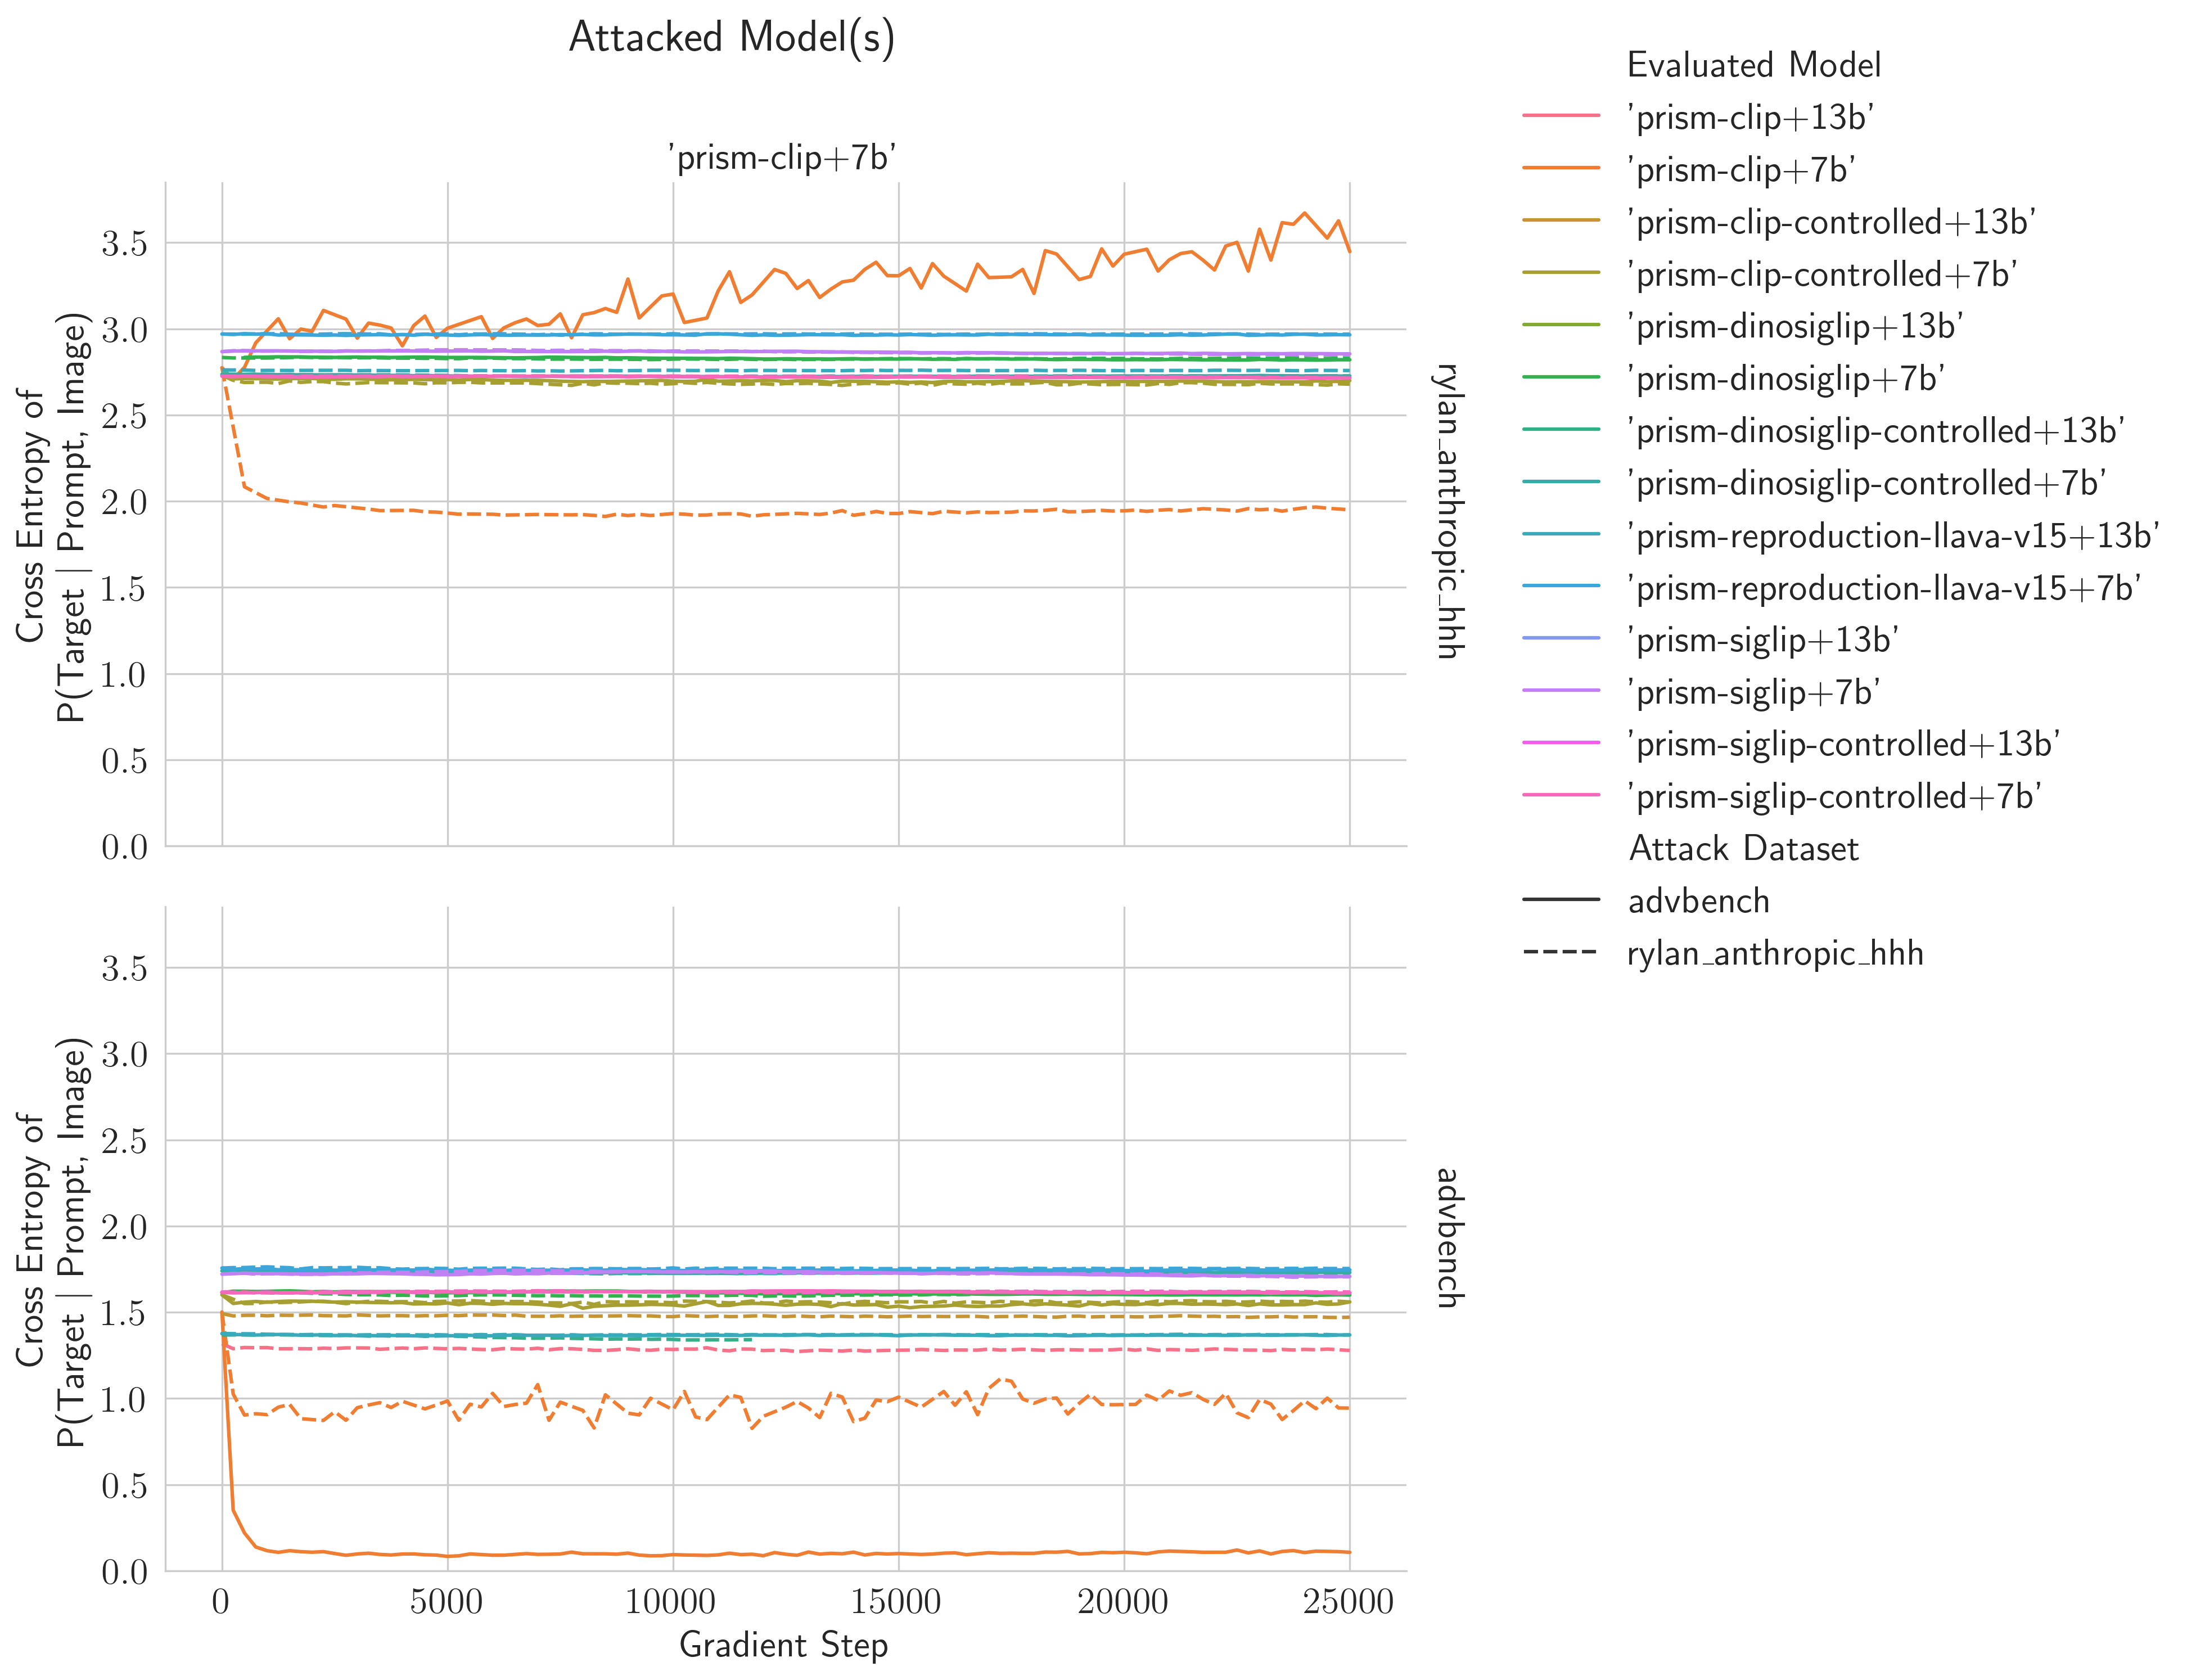 Attacked Model(s)
'prism-clip+7b'
Cross Entropy of
P(Target | Prompt, Image)
3.5
3.0
2.5
2.0
1.5
1.0
0.5
0.0
rylan_anthropic_hhh
Cross Entropy of
P(Target | Prompt, Image)
3.5
3.0
2.5
2.0
1.5
1.0
0.5
0.0
advbench
0 5000 10000 15000 20000 25000
Gradient Step
Evaluated Model
'prism-clip+13b'
'prism-clip+7b'
'prism-clip-controlled+13b'
'prism-clip-controlled+7b'
'prism-dinosiglip+13b'
'prism-dinosiglip+7b'
'prism-dinosiglip-controlled+13b'
'prism-dinosiglip-controlled+7b'
'prism-reproduction-llava-v15+13b'
'prism-reproduction-llava-v15+7b'
'prism-siglip+13b'
'prism-siglip+7b'
'prism-siglip-controlled+13b'
'prism-siglip-controlled+7b'
Attack Dataset
advbench
rylan_anthropic_hhh